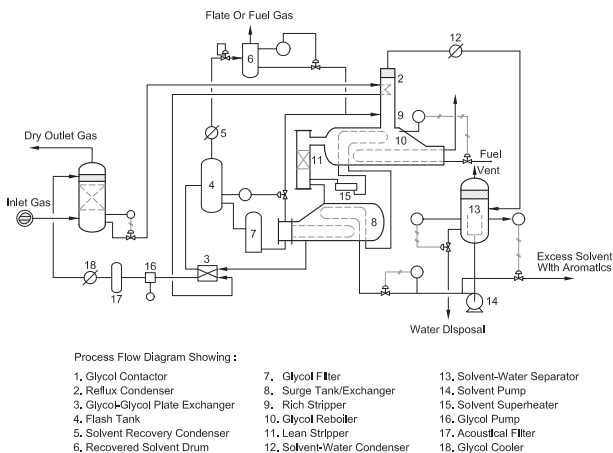 Flate Or Fuel Gas
12
6
2
Dry Outlet Gas
9
5
10
11
Fuel
4
Vent
Inlet Gas
15
13
8
7
18
16
3
Excess Solvent
With Aromatics
17
14
Water Disposal
Process Flow Diagram Showing :
1. Glycol Contactor
2. Reflux Condenser
3. Glycol-Glycol Plate Exchanger
4. Flash Tank
5. Solvent Recovery Condenser
6. Recovered Solvent Drum
7. Glycol Filter
8. Surge Tank/Exchanger
9. Rich Stripper
10. Glycol Reboiler
11. Lean Stripper
12. Solvent-Water Condenser
13. Solvent-Water Separator
14. Solvent Pump
15. Solvent Superheater
16. Glycol Pump
17. Acoustical Filter
18. Glycol Cooler